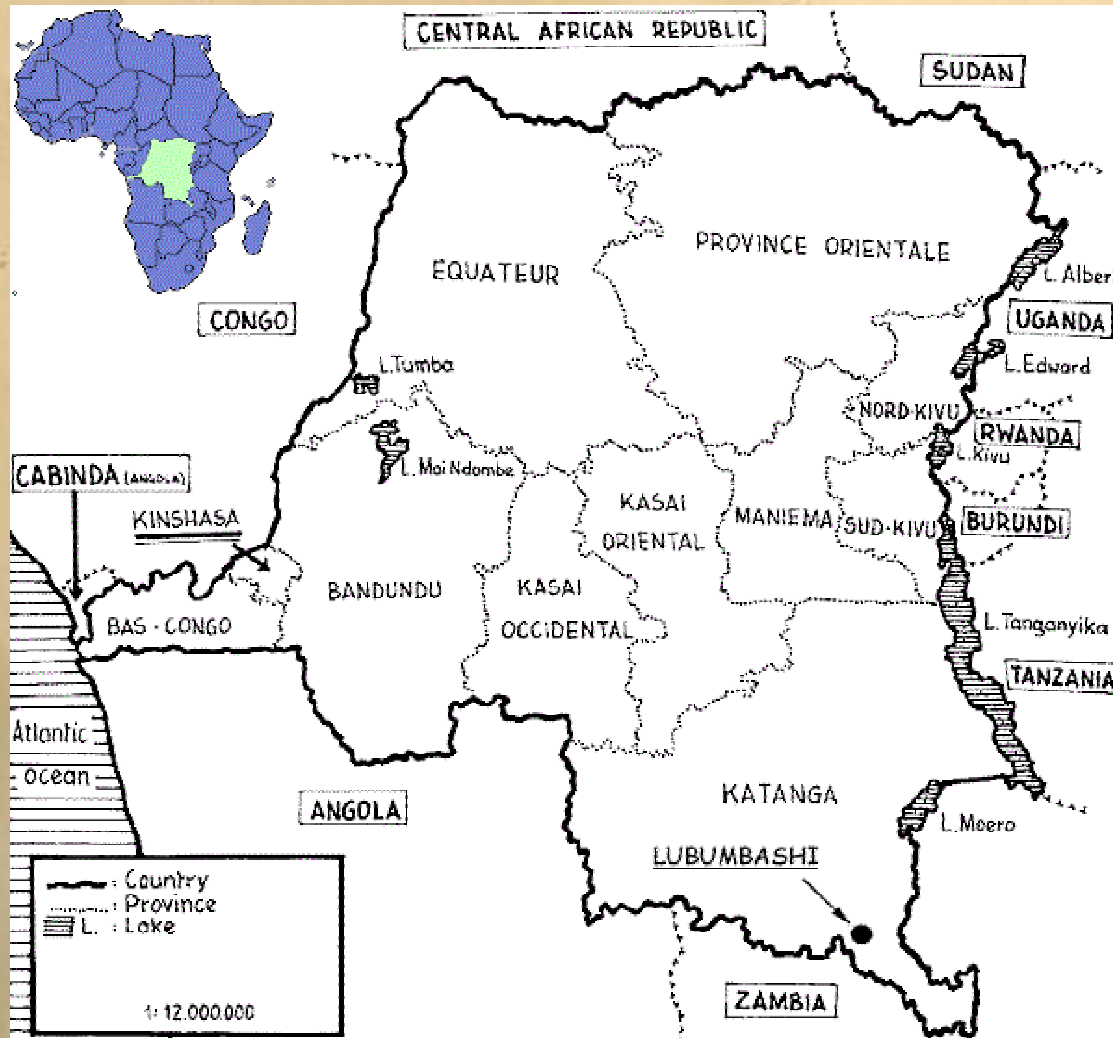 CENTRAL AFRICAN REPUBLIC
SUDAN
PROVINCE ORIENTALE
EQUATEUR
L. Alber
CONGO
UGANDA
L. Tumba
L. Edward
NORD-KIVU
RWANDA
L. Kivu
L. Mai Ndombe
CABINDA (ANGOLA)
KINSHASA
KASAI
ORIENTAL
MANIEMA
SUD-KIVU
BURUNDI
BANDUNDU
KASAI
OCCIDENTAL
BAS-CONGO
L. Tanganyika
TANZANIA
Atlantic
ocean
ANGOLA
KATANGA
L. Moero
LUBUMBASHI
: Country
: Province
L. : Lake
1: 12.000.000
ZAMBIA